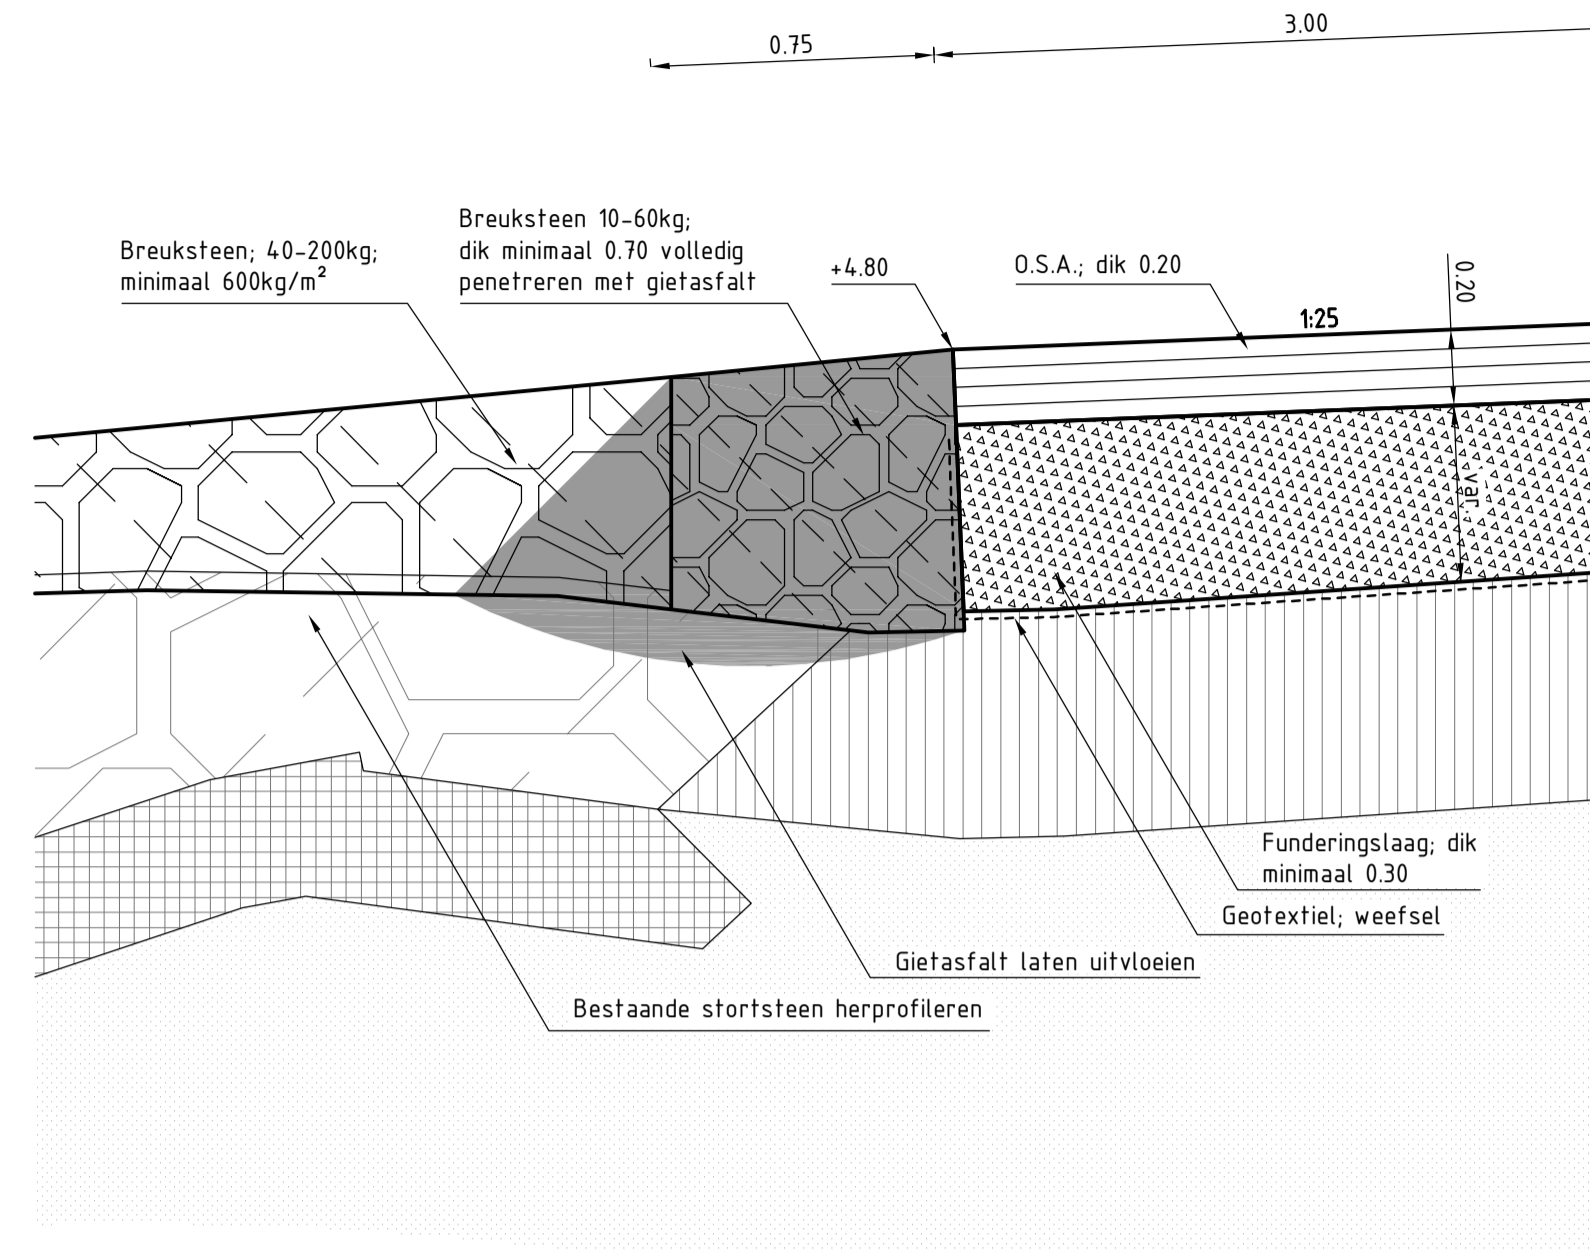 3.00
0.75
Breuksteen 10-60kg;
dik minimaal 0.70 volledig
penetreren met gietasfalt
Breuksteen; 40-200kg;
minimaal 600kg/m²
+4.80
O.S.A.; dik 0.20
0.20
1:25
var.
Funderingslaag; dik
minimaal 0.30
Geotextiel; weefsel
Gietasfalt laten uitvloeien
Bestaande stortsteen herprofileren